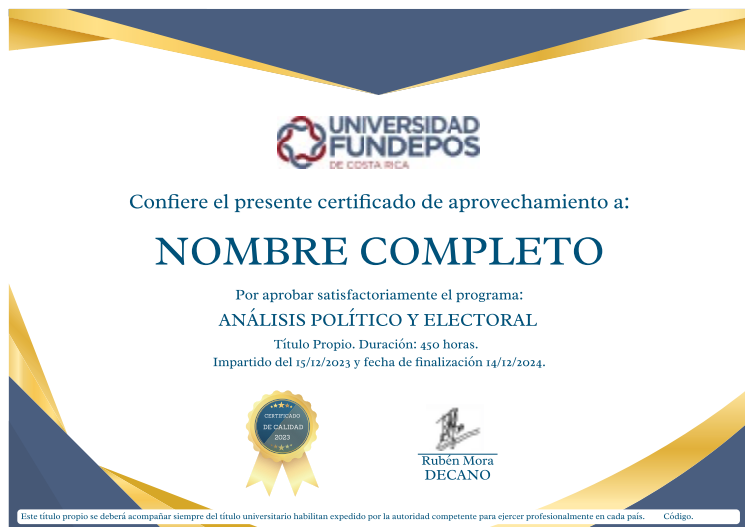 UNIVERSIDAD
FUNDEPOS
DE COSTA RICA
Confiere el presente certificado de aprovechamiento a:
NOMBRE COMPLETO
Por aprobar satisfactoriamente el programa:
ANÁLISIS POLÍTICO Y ELECTORAL
Título Propio. Duración: 450 horas.
Impartido del 15/12/2023 y fecha de finalización 14/12/2024.
CERTIFICADO
DE CALIDAD
2023
Rubén Mora
DECANO
Este título propio se deberá acompañar siempre del título universitario habilitan expedido por la autoridad competente para ejercer profesionalmente en cada país. Código.